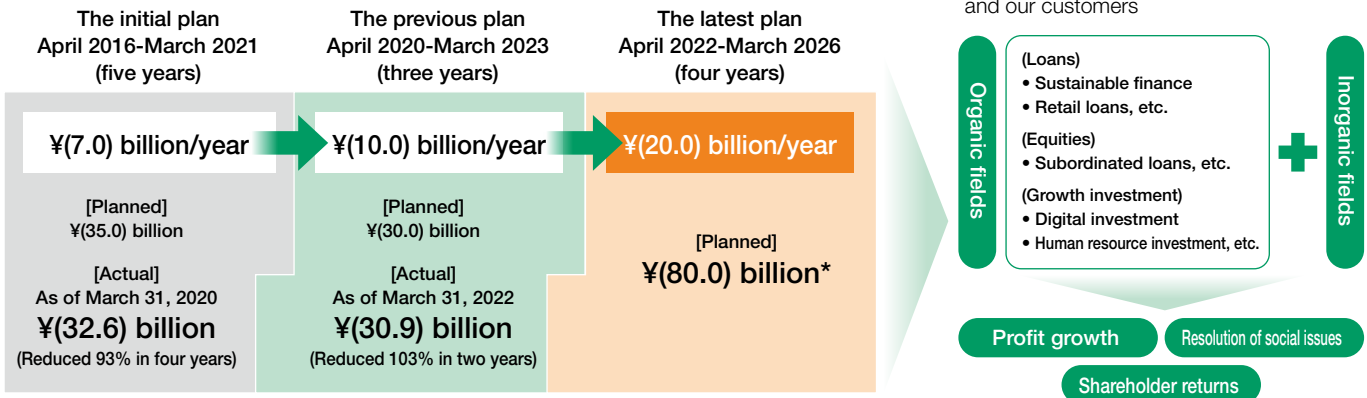 The initial plan
April 2016-March 2021
(five years)
¥(7.0) billion/year
[Planned]
¥(35.0) billion
[Actual]
As of March 31, 2020
¥(32.6) billion
(Reduced 93% in four years)
The previous plan
April 2020-March 2023
(three years)
¥(10.0) billion/year
[Planned]
¥(30.0) billion
[Actual]
As of March 31, 2022
¥(30.9) billion
(Reduced 103% in two years)
The latest plan
April 2022-March 2026
(four years)
¥(20.0) billion/year
[Planned]
¥(80.0) billion*
and our customers
Organic fields
(Loans)
• Sustainable finance
• Retail loans, etc.
(Equities)
• Subordinated loans, etc.
(Growth investment)
• Digital investment
• Human resource investment, etc.
Inorganic fields
Profit growth
Resolution of social issues
Shareholder returns